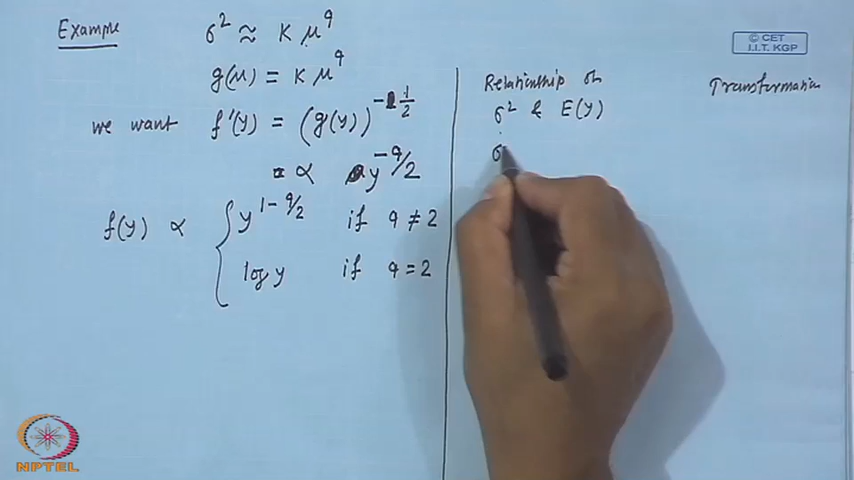 Example
σ² ≈ K μ^q
g(μ) = K μ^q
we want f'(y) = (g(y))^-1/2
= α y^-q/2
f(y) α { y^1-q/2 if q ≠ 2
log y if q = 2
Relationship of Transformation
σ² & E(y)
σ
© CET
I.I.T. KGP
NPTEL